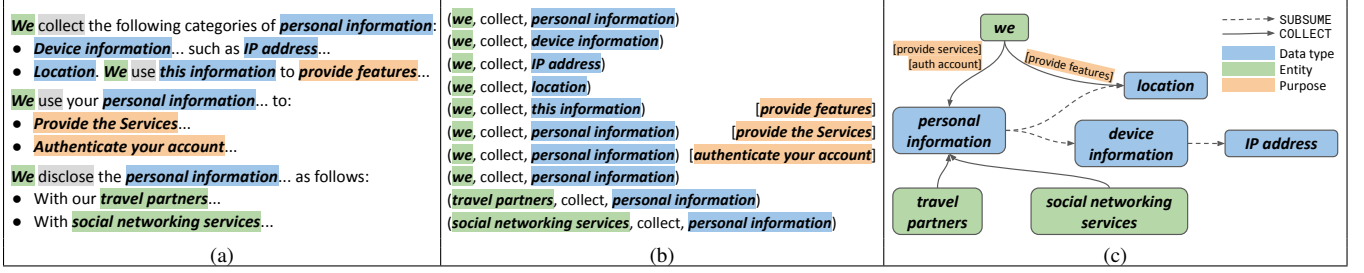 We collect the following categories of personal information:
● Device information... such as IP address...
● Location. We use this information to provide features...
We use your personal information... to:
● Provide the Services...
● Authenticate your account...
We disclose the personal information... as follows:
● With our travel partners...
● With social networking services...
(a)
(we, collect, personal information)
(we, collect, device information)
(we, collect, IP address)
(we, collect, location)
(we, collect, this information) [provide features]
(we, collect, personal information) [provide the Services]
(we, collect, personal information) [authenticate your account]
(we, collect, personal information)
(travel partners, collect, personal information)
(social networking services, collect, personal information)
(b)
we
[provide services]
[auth account]
[provide features]
SUBSUME
COLLECT
Data type
Entity
Purpose
location
personal
information
device
information
IP address
travel
partners
social networking
services
(c)